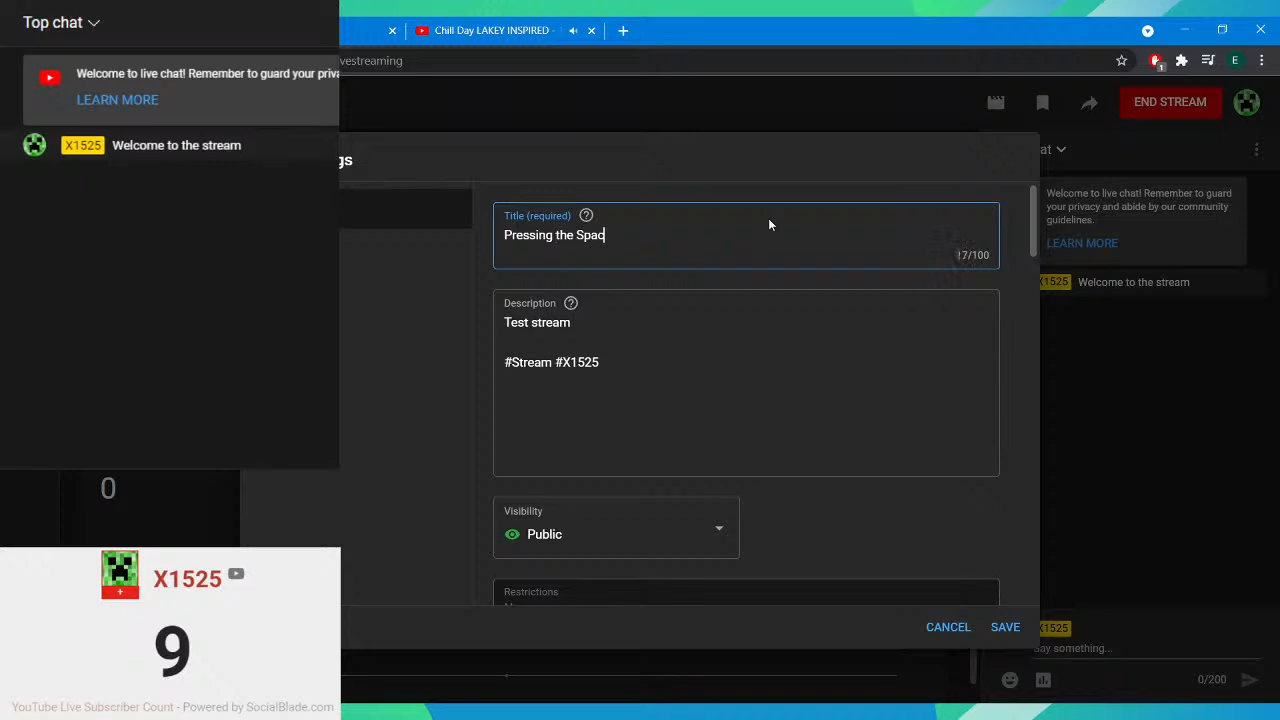 Top chat
Welcome to live chat! Remember to guard your priva
LEARN MORE
X1525 Welcome to the stream
0
X1525
9
YouTube Live Subscriber Count - Powered by SocialBlade.com
Chill Day LAKEY INSPIRED -
vestreaming
1
E
END STREAM
gs
Title (required)
Pressing the Spac
17/100
Description
Test stream
#Stream #X1525
Visibility
Public
Restrictions
CANCEL
SAVE
at
Welcome to live chat! Remember to guard
your privacy and abide by our community
guidelines.
LEARN MORE
X1525 Welcome to the stream
X1525
Say something...
0/200